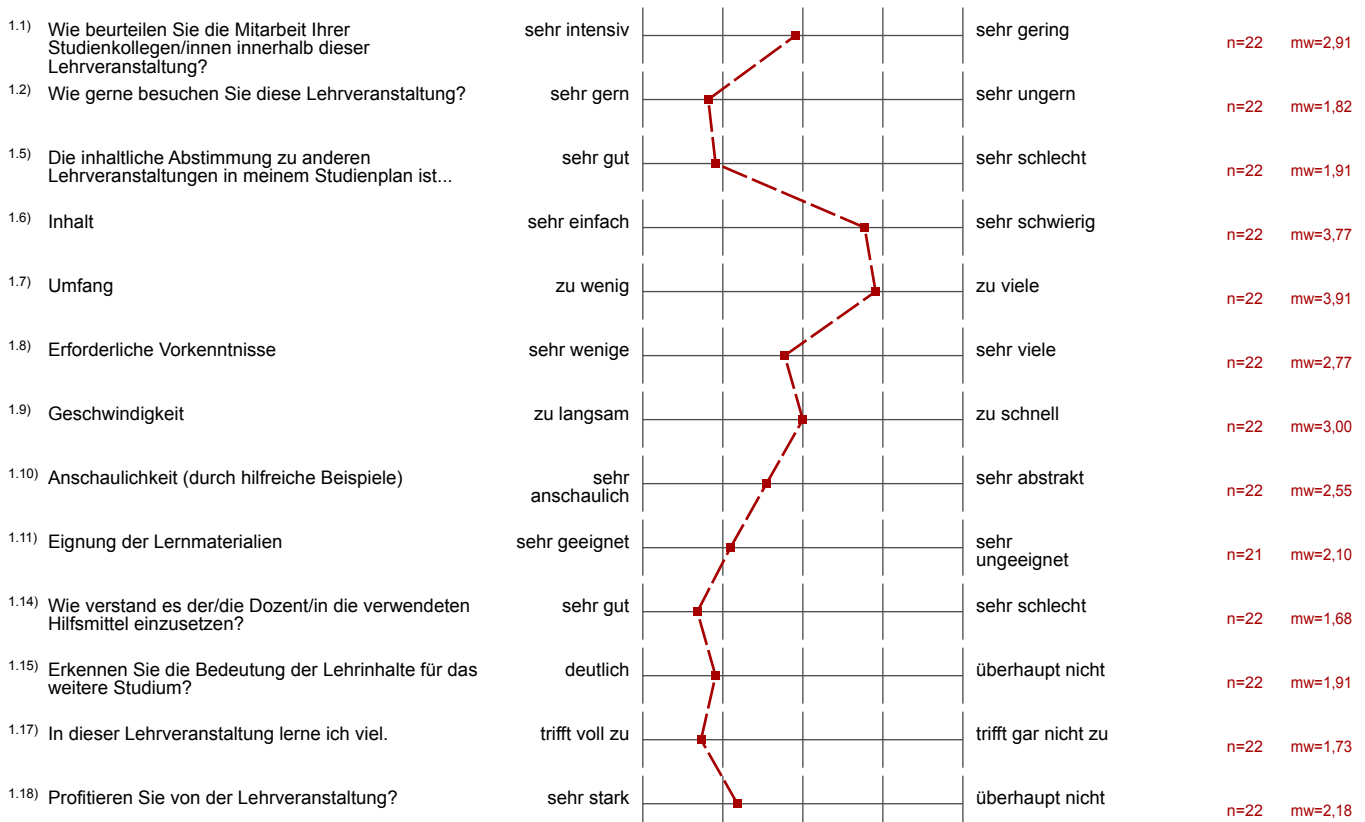 1.1) Wie beurteilen Sie die Mitarbeit Ihrer
Studienkollegen/innen innerhalb dieser
Lehrveranstaltung?
sehr intensiv
sehr gering
n=22 mw=2,91
1.2) Wie gerne besuchen Sie diese Lehrveranstaltung?
sehr gern
sehr ungern
n=22 mw=1,82
1.5) Die inhaltliche Abstimmung zu anderen
Lehrveranstaltungen in meinem Studienplan ist...
sehr gut
sehr schlecht
n=22 mw=1,91
1.6) Inhalt
sehr einfach
sehr schwierig
n=22 mw=3,77
1.7) Umfang
zu wenig
zu viele
n=22 mw=3,91
1.8) Erforderliche Vorkenntnisse
sehr wenige
sehr viele
n=22 mw=2,77
1.9) Geschwindigkeit
zu langsam
zu schnell
n=22 mw=3,00
1.10) Anschaulichkeit (durch hilfreiche Beispiele)
sehr
anschaulich
sehr abstrakt
n=22 mw=2,55
1.11) Eignung der Lernmaterialien
sehr geeignet
sehr
ungeeignet
n=21 mw=2,10
1.14) Wie verstand es der/die Dozent/in die verwendeten
Hilfsmittel einzusetzen?
sehr gut
sehr schlecht
n=22 mw=1,68
1.15) Erkennen Sie die Bedeutung der Lehrinhalte für das
weitere Studium?
deutlich
überhaupt nicht
n=22 mw=1,91
1.17) In dieser Lehrveranstaltung lerne ich viel.
trifft voll zu
trifft gar nicht zu
n=22 mw=1,73
1.18) Profitieren Sie von der Lehrveranstaltung?
sehr stark
überhaupt nicht
n=22 mw=2,18